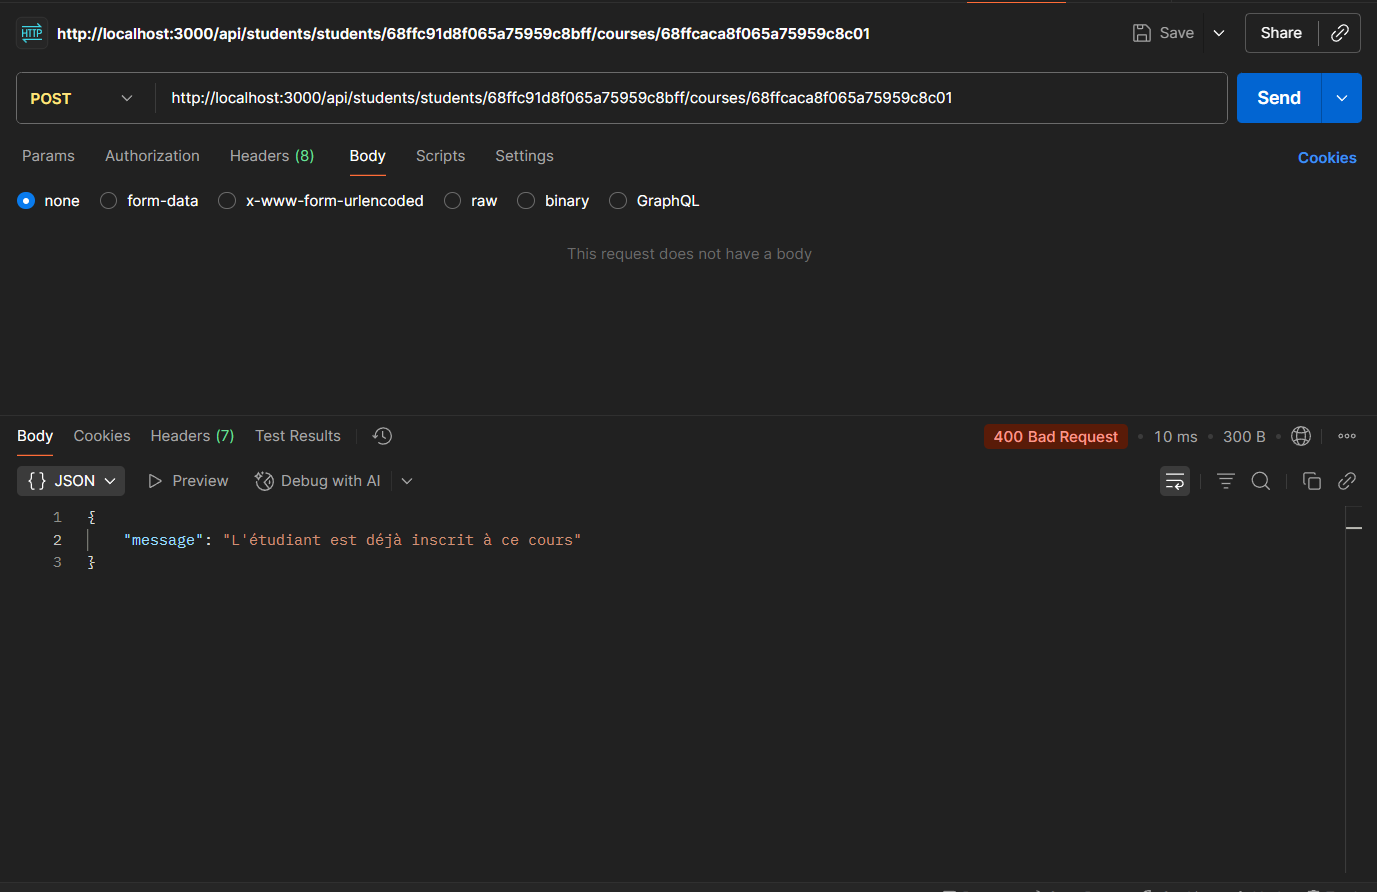 HTTP http://localhost:3000/api/students/students/68ffc91d8f065a75959c8bff/courses/68ffcaca8f065a75959c8c01 Save Share
POST http://localhost:3000/api/students/students/68ffc91d8f065a75959c8bff/courses/68ffcaca8f065a75959c8c01 Send
Params Authorization Headers (8) Body Scripts Settings Cookies
none form-data x-www-form-urlencoded raw binary GraphQL
This request does not have a body
Body Cookies Headers (7) Test Results 400 Bad Request • 10 ms • 300 B •
{} JSON Preview Debug with AI
1 {
2 "message": "L'étudiant est déjà inscrit à ce cours"
3 }